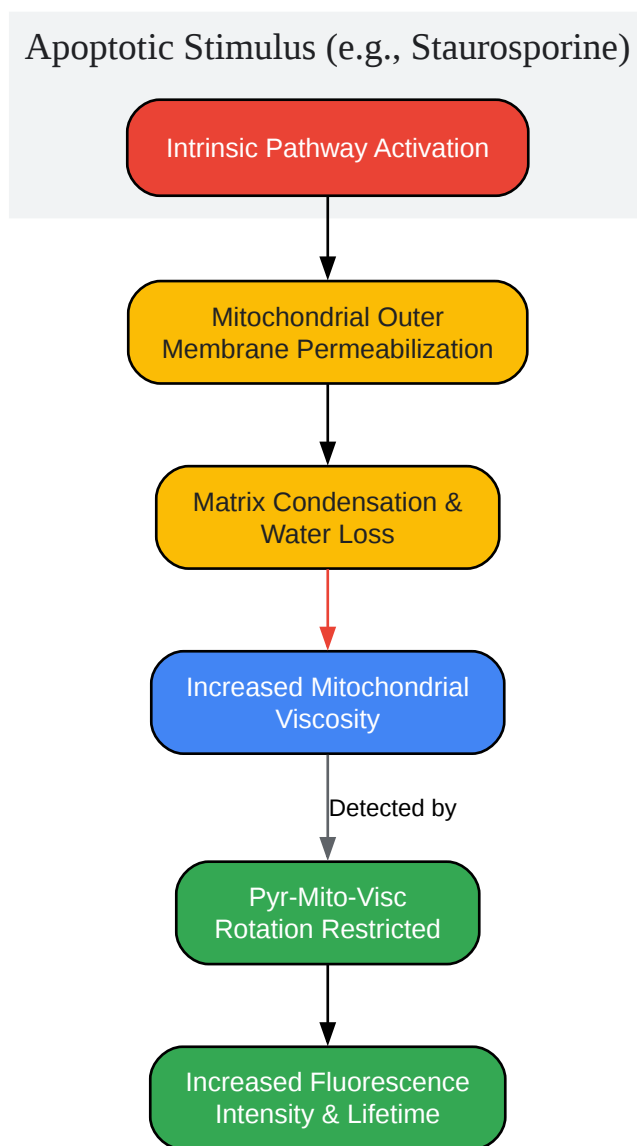 Apoptotic Stimulus (e.g., Staurosporine)
Intrinsic Pathway Activation
Mitochondrial Outer
Membrane Permeabilization
Matrix Condensation &
Water Loss
Increased Mitochondrial
Viscosity
Detected by
Pyr-Mito-Visc
Rotation Restricted
Increased Fluorescence
Intensity & Lifetime